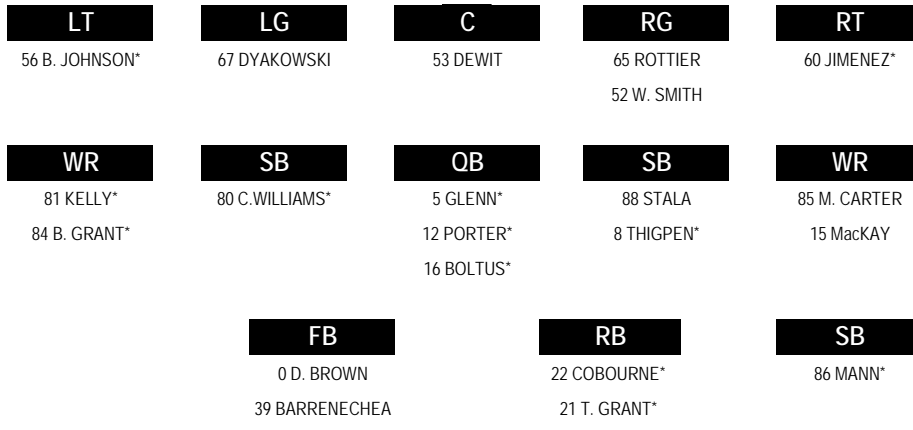 LT LG C RG RT
56 B. JOHNSON* 67 DYAKOWSKI 53 DEWIT 65 ROTTIER 60 JIMENEZ*
52 W. SMITH
WR SB QB SB WR
81 KELLY* 80 C.WILLIAMS* 5 GLENN* 88 STALA 85 M. CARTER
84 B. GRANT* 12 PORTER* 8 THIGPEN* 15 MacKAY
16 BOLTUS*
FB RB SB
0 D. BROWN 22 COBOURNE* 86 MANN*
39 BARRENECHEA 21 T. GRANT*